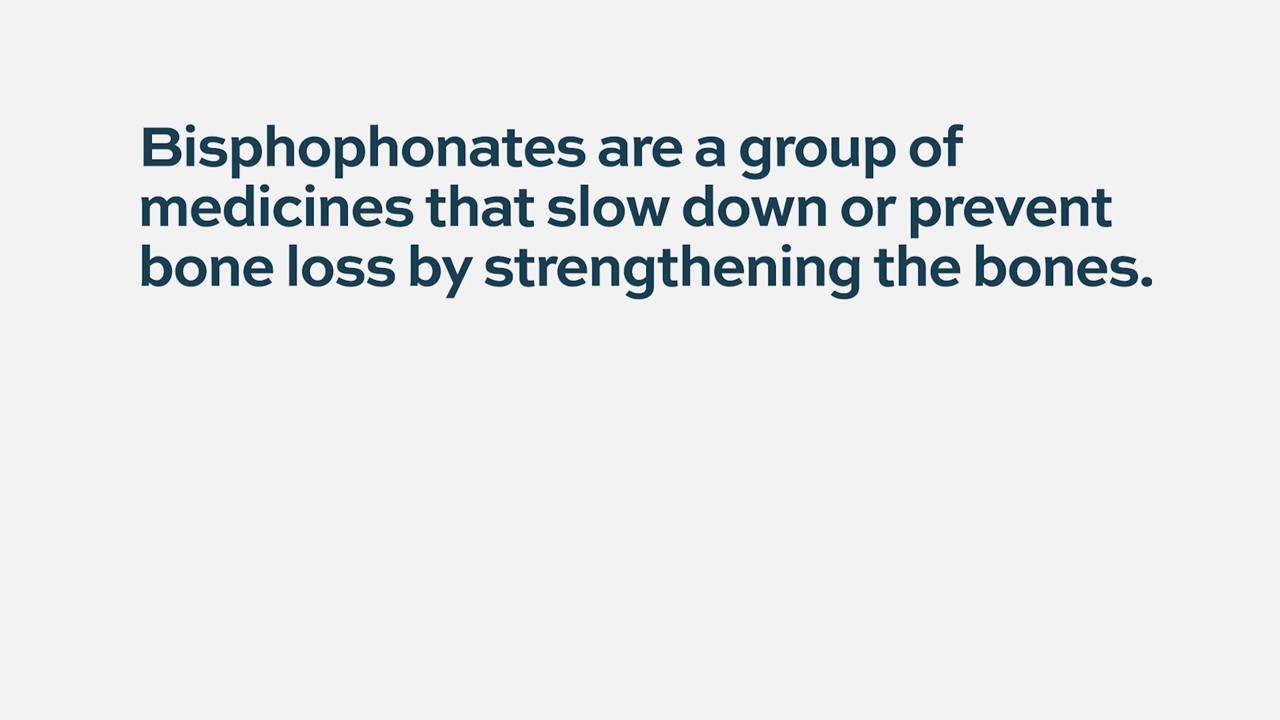 Bisphophonates are a group of
medicines that slow down or prevent
bone loss by strengthening the bones.